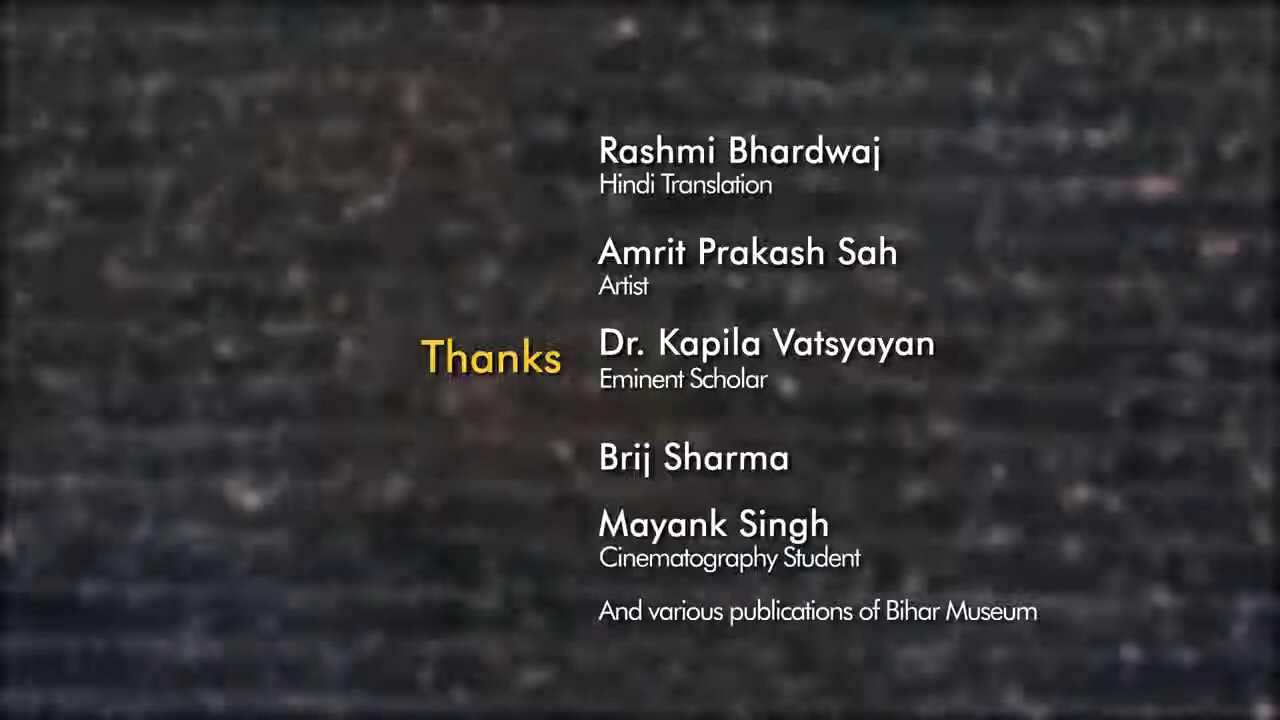 Rashmi Bhardwaj
Hindi Translation
Amrit Prakash Sah
Artist
Thanks
Dr. Kapila Vatsyayan
Eminent Scholar
Brij Sharma
Mayank Singh
Cinematography Student
And various publications of Bihar Museum